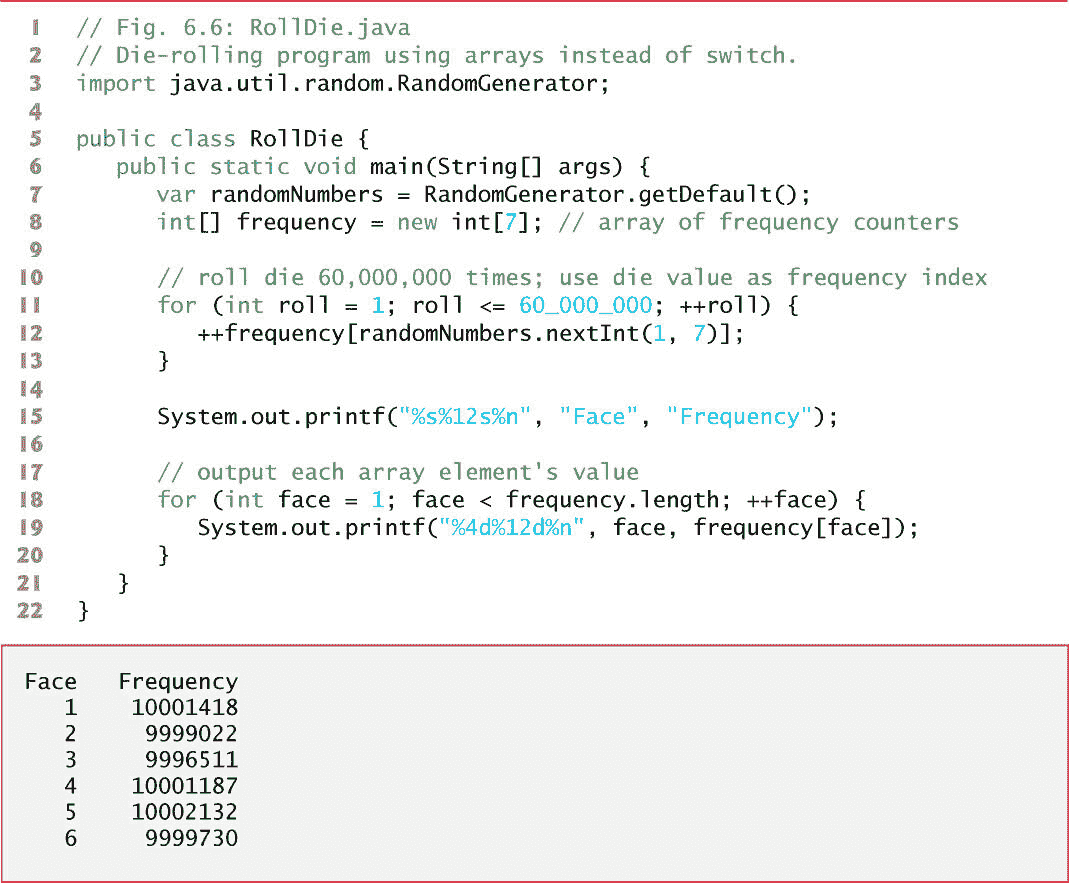 1 // Fig. 6.6: RollDie.java
2 // Die-rolling program using arrays instead of switch.
3 import java.util.random.RandomGenerator;
4
5 public class RollDie {
6    public static void main(String[] args) {
7       var randomNumbers = RandomGenerator.getDefault();
8       int[] frequency = new int[7]; // array of frequency counters
9
10       // roll die 60,000,000 times; use die value as frequency index
11       for (int roll = 1; roll <= 60_000_000; ++roll) {
12          ++frequency[randomNumbers.nextInt(1, 7)];
13       }
14
15       System.out.printf("%s%12s%n", "Face", "Frequency");
16
17       // output each array element's value
18       for (int face = 1; face < frequency.length; ++face) {
19          System.out.printf("%4d%12d%n", face, frequency[face]);
20       }
21    }
22 }
Face   Frequency
   1    10001418
   2     9999022
   3     9996511
   4    10001187
   5    10002132
   6     9999730